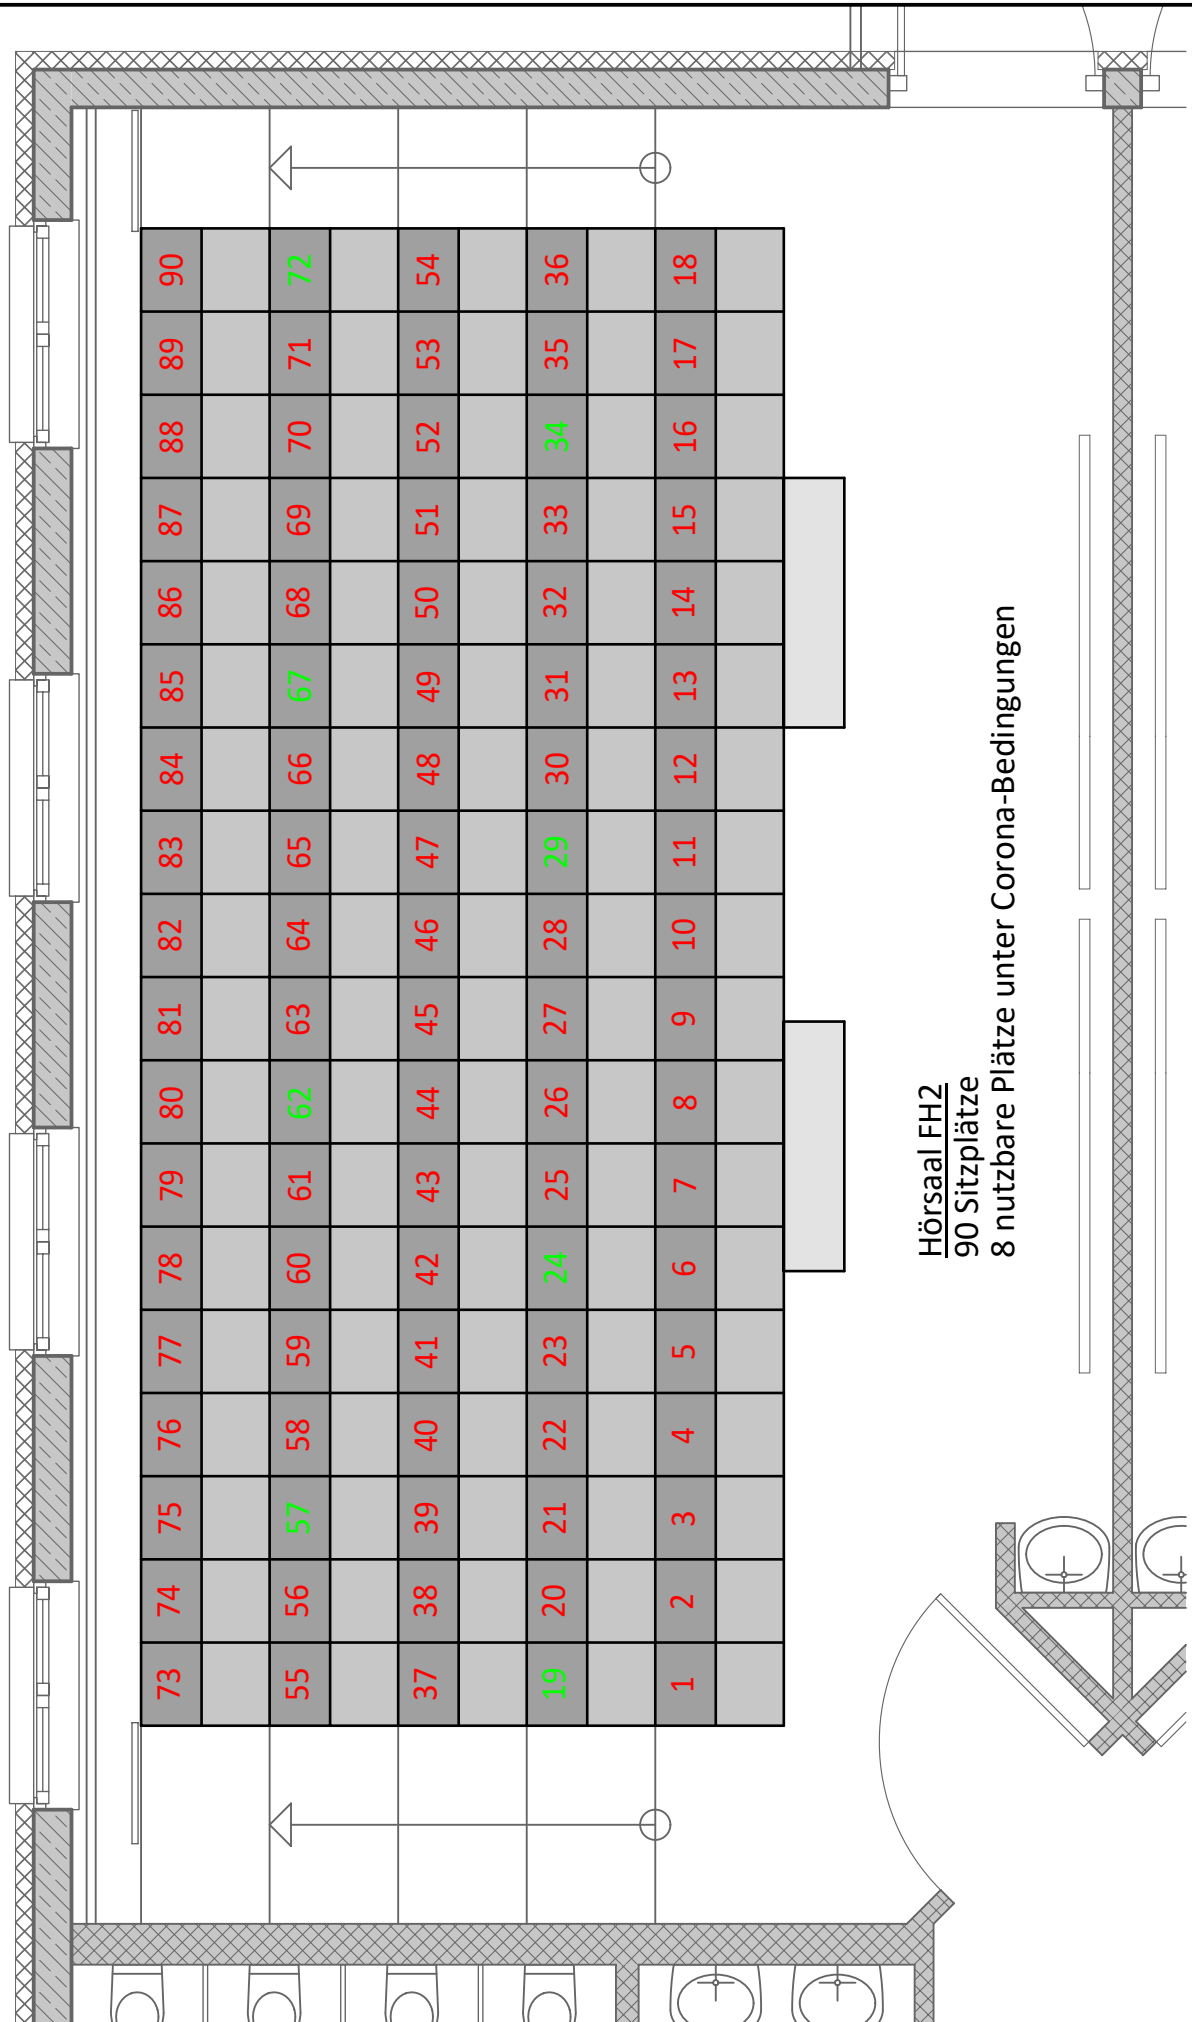 73 74 75 76 77 78 79 80 81 82 83 84 85 86 87 88 89 90
55 56 57 58 59 60 61 62 63 64 65 66 67 68 69 70 71 72
37 38 39 40 41 42 43 44 45 46 47 48 49 50 51 52 53 54
19 20 21 22 23 24 25 26 27 28 29 30 31 32 33 34 35 36
1 2 3 4 5 6 7 8 9 10 11 12 13 14 15 16 17 18
Hörsaal FH2
90 Sitzplätze
8 nutzbare Plätze unter Corona-Bedingungen